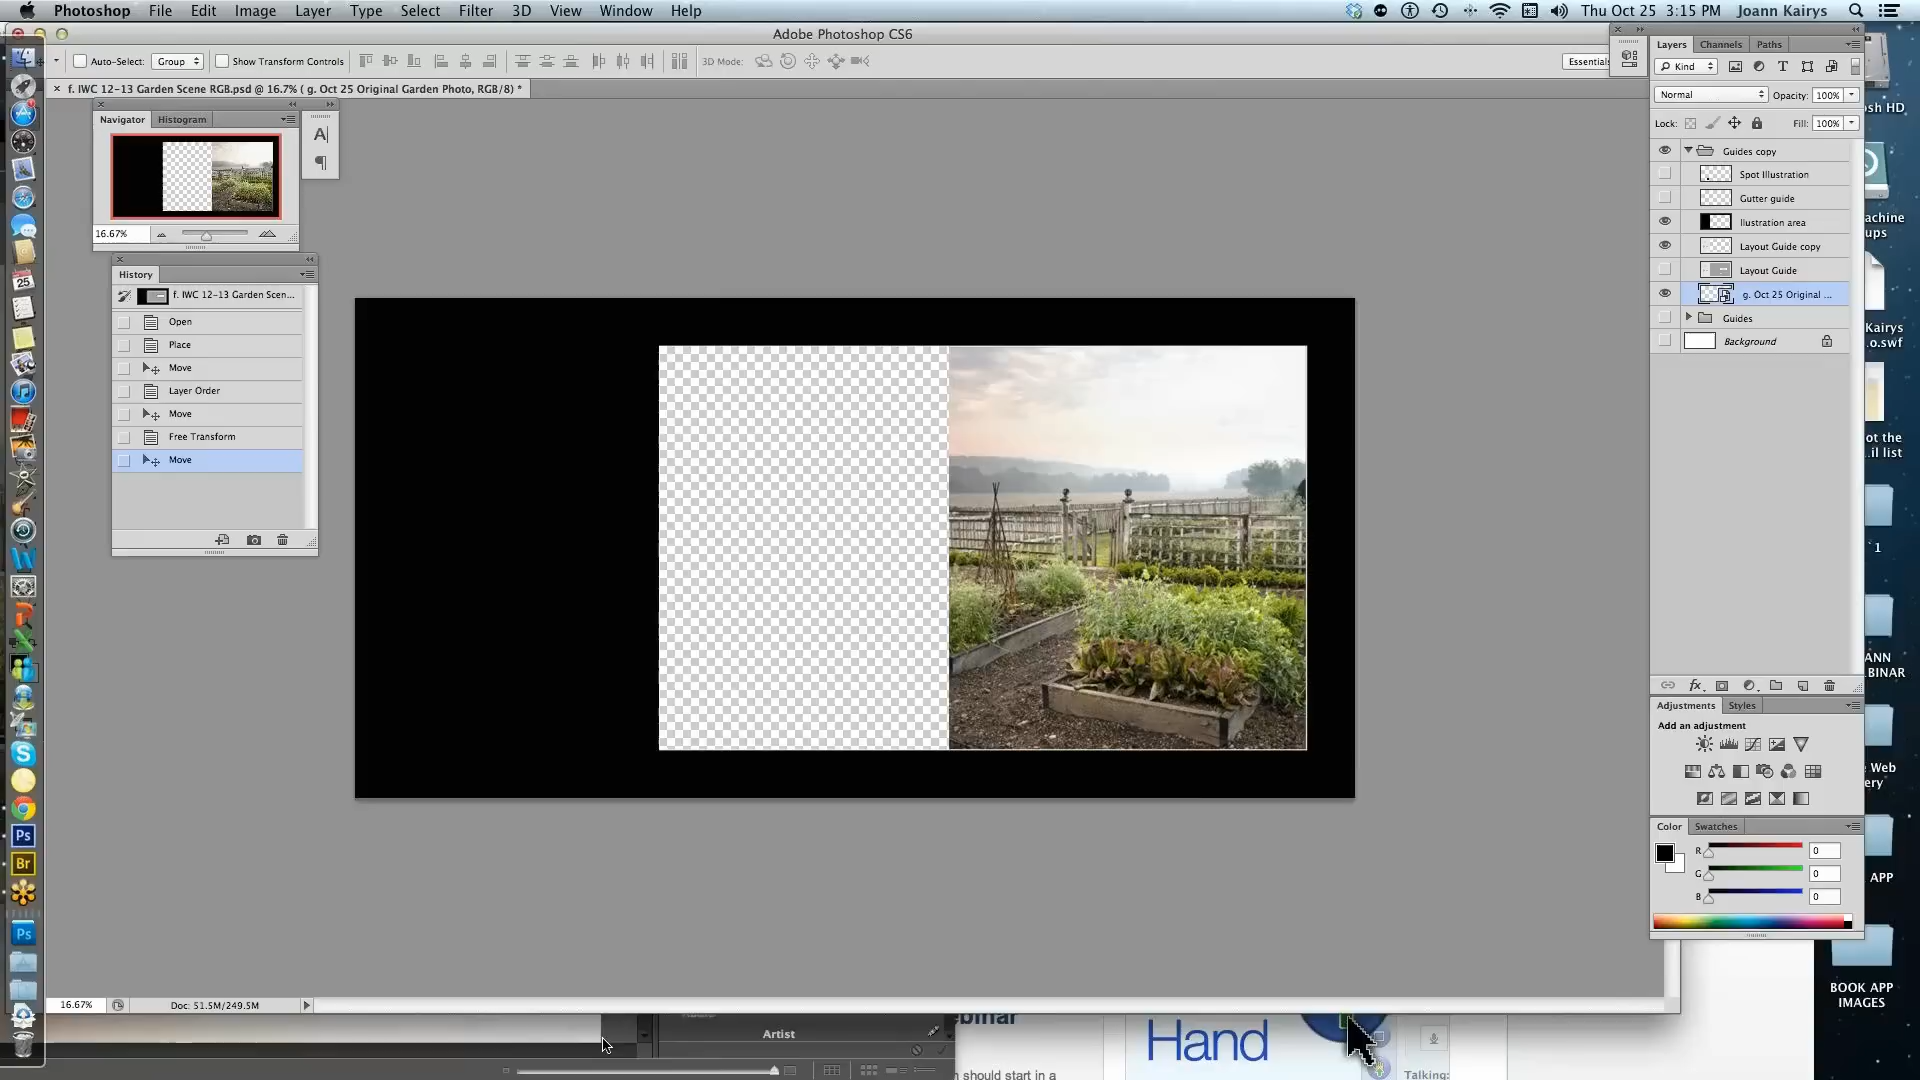 Photoshop File Edit Image Layer Type Select Filter 3D View Window Help
Thu Oct 25 3:15 PM Joann Kairys
Adobe Photoshop CS6
Auto-Select: Group Show Transform Controls 3D Mode: Essentials
× f. IWC 12-13 Garden Scene RGB.psd @ 16.7% ( g. Oct 25 Original Garden Photo, RGB/8) *
Navigator Histogram
16.67%
History
f. IWC 12-13 Garden Scen...
Open
Place
Move
Layer Order
Move
Free Transform
Move
Layers Channels Paths
Kind
Normal Opacity: 100%
Lock: Fill: 100%
Guides copy
Spot Illustration
Gutter guide
Ilustration area
Layout Guide copy
Layout Guide
g. Oct 25 Original ...
Guides
Background
Adjustments Styles
Add an adjustment
Color Swatches
R 0
G 0
B 0
16.67% Doc: 51.5M/249.5M
Artist
Hand
n should start in a
Talking:
osh HD
achine
ups
Kairys
o.swf
ot the
..il list
`1
ANN
BINAR
e Web
ery
APP
BOOK APP
IMAGES
25
W
Ps
Br
Ps